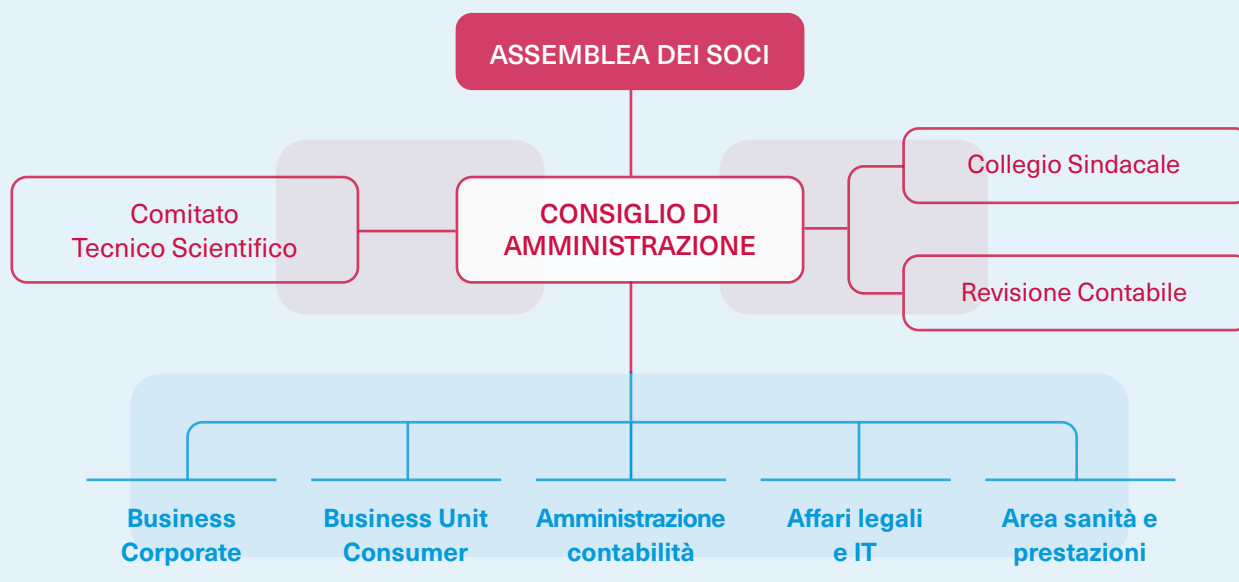 ASSEMBLEA DEI SOCI
Comitato
Tecnico Scientifico
CONSIGLIO DI
AMMINISTRAZIONE
Collegio Sindacale
Revisione Contabile
Business
Corporate
Business Unit
Consumer
Amministrazione
contabilità
Affari legali
e IT
Area sanità e
prestazioni